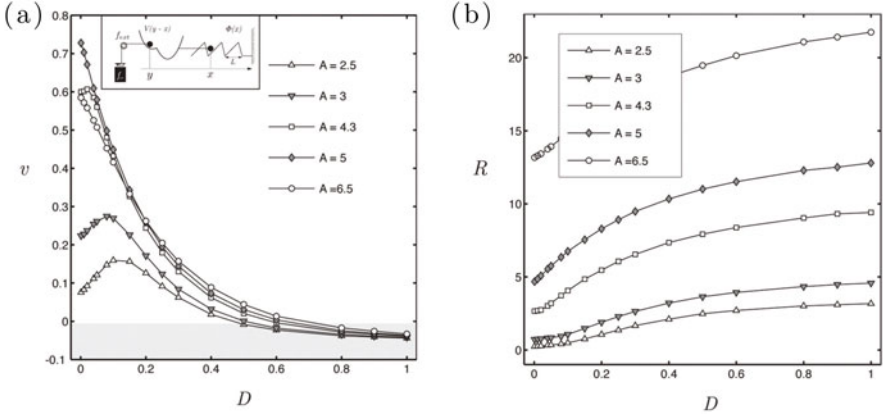 (a)
0.8
0.7
0.6
0.5
0.4
0.3
0.2
0.1
0
-0.1
v
0
0.2
0.4
0.6
0.8
1
D
V(y - x)
Φ(x)
f_ext
L
y
x
A = 2.5
A = 3
A = 4.3
A = 5
A =6.5
(b)
20
15
10
5
0
R
0
0.2
0.4
0.6
0.8
1
D
A = 2.5
A = 3
A = 4.3
A = 5
A =6.5